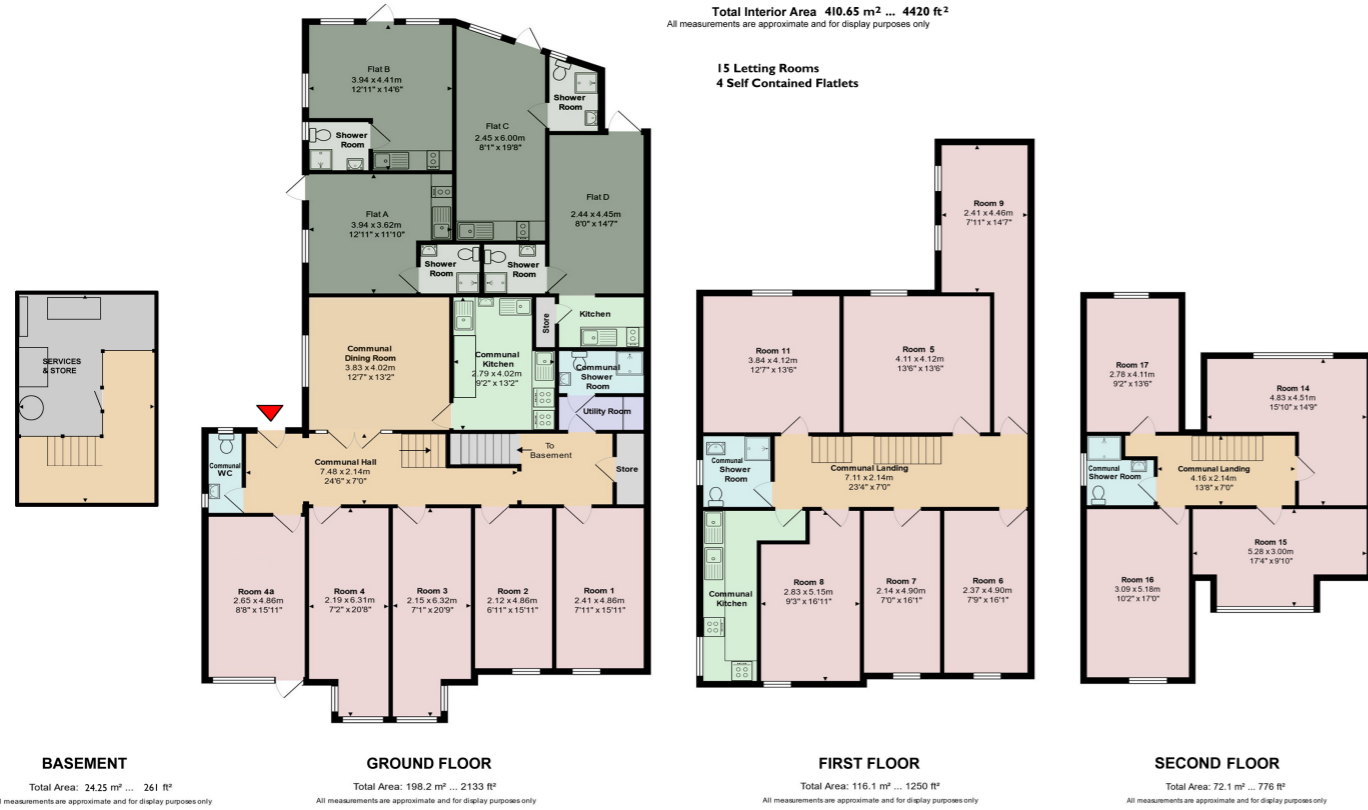 Total Interior Area 410.65 m² ... 4420 ft²
All measurements are approximate and for display purposes only
15 Letting Rooms
4 Self Contained Flatlets
SERVICES
& STORE
Flat B
3.94 x 4.41m
12'11" x 14'6"
Shower
Room
Flat C
2.45 x 6.00m
8'1" x 19'8"
Shower
Room
Flat A
3.94 x 3.62m
12'11" x 11'10"
Shower
Room
Shower
Room
Flat D
2.44 x 4.45m
8'0" x 14'7"
Communal
Dining Room
3.83 x 4.02m
12'7" x 13'2"
Communal
Kitchen
2.79 x 4.02m
9'2" x 13'2"
Store
Kitchen
Communal
Shower
Room
Utility Room
Communal
WC
Communal Hall
7.48 x 2.14m
24'6" x 7'0"
To
Basement
Store
Room 4a
2.65 x 4.86m
8'8" x 15'11"
Room 4
2.19 x 6.31m
7'2" x 20'8"
Room 3
2.15 x 6.32m
7'1" x 20'9"
Room 2
2.12 x 4.86m
6'11" x 15'11"
Room 1
2.41 x 4.86m
7'11" x 15'11"
Room 9
2.41 x 4.46m
7'11" x 14'7"
Room 11
3.84 x 4.12m
12'7" x 13'6"
Room 5
4.11 x 4.12m
13'6" x 13'6"
Communal
Shower
Room
Communal Landing
7.11 x 2.14m
23'4" x 7'0"
Communal
Kitchen
Room 8
2.83 x 5.15m
9'3" x 16'11"
Room 7
2.14 x 4.90m
7'0" x 16'1"
Room 6
2.37 x 4.90m
7'9" x 16'1"
Room 17
2.78 x 4.11m
9'2" x 13'6"
Room 14
4.83 x 4.51m
15'10" x 14'9"
Communal
Shower Room
Communal Landing
4.16 x 2.14m
13'8" x 7'0"
Room 16
3.09 x 5.18m
10'2" x 17'0"
Room 15
5.28 x 3.00m
17'4" x 9'10"
BASEMENT
Total Area: 24.25 m² ... 261 ft²
ll measurements are approximate and for display purposes only
GROUND FLOOR
Total Area: 198.2 m² ... 2133 ft²
All measurements are approximate and for display purposes only
FIRST FLOOR
Total Area: 116.1 m² ... 1250 ft²
All measurements are approximate and for display purposes only
SECOND FLOOR
Total Area: 72.1 m² ... 776 ft²
All measurements are approximate and for display purposes only